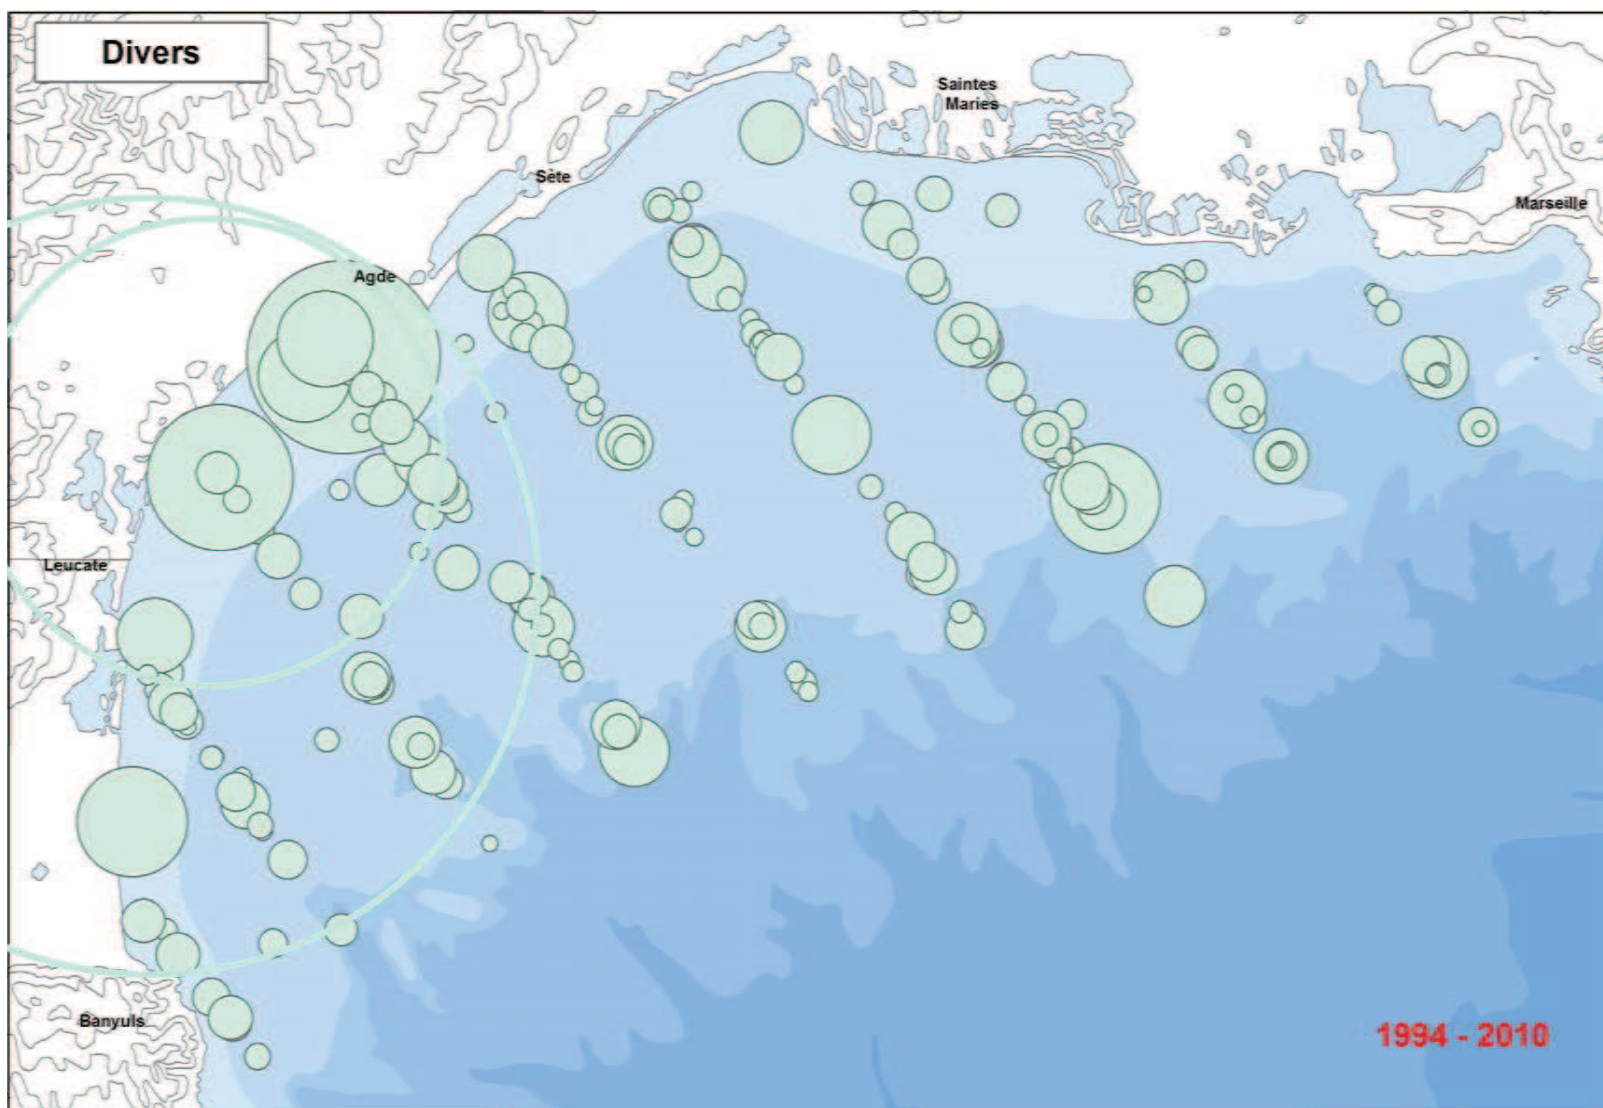 Divers
Saintes
Maries
Sète
Marseille
Agde
Leucate
Banyuls
1994 - 2010